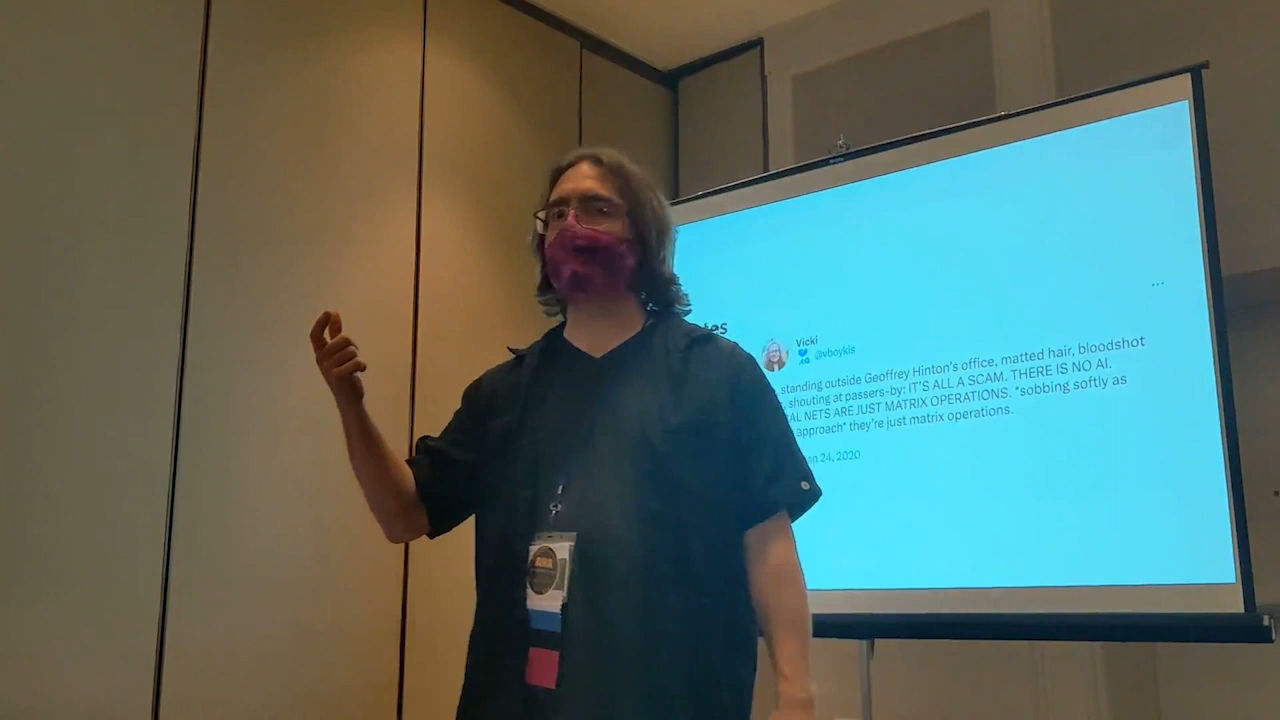 tes
Vicki
@vboykis
standing outside Geoffrey Hinton's office, matted hair, bloodshot
, shouting at passers-by: IT'S ALL A SCAM. THERE IS NO AI.
AL NETS ARE JUST MATRIX OPERATIONS. *sobbing softly as
approach* they're just matrix operations.
an 24, 2020